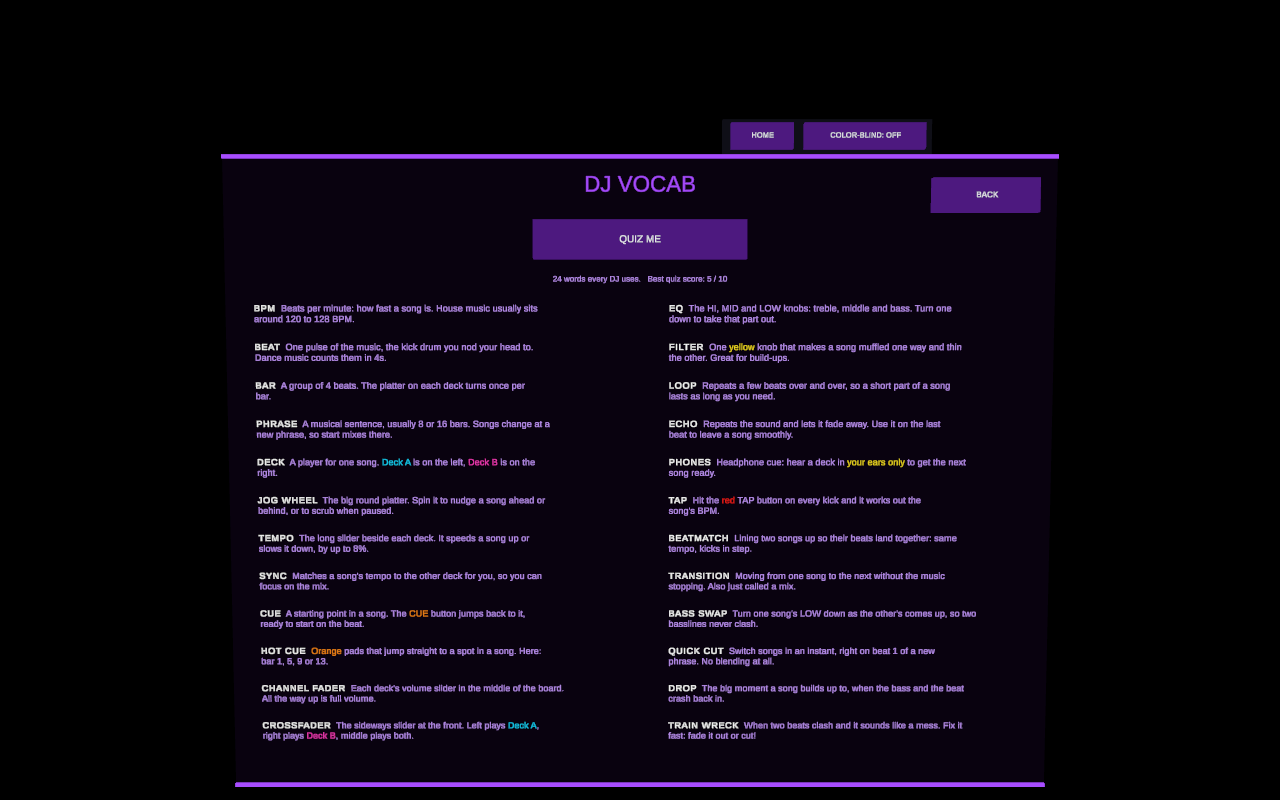 HOME
COLOR-BLIND: OFF
DJ VOCAB
BACK
QUIZ ME
24 words every DJ uses. Best quiz score: 5 / 10
BPM Beats per minute: how fast a song is. House music usually sits
around 120 to 128 BPM.
BEAT One pulse of the music, the kick drum you nod your head to.
Dance music counts them in 4s.
BAR A group of 4 beats. The platter on each deck turns once per
bar.
PHRASE A musical sentence, usually 8 or 16 bars. Songs change at a
new phrase, so start mixes there.
DECK A player for one song. Deck A is on the left, Deck B is on the
right.
JOG WHEEL The big round platter. Spin it to nudge a song ahead or
behind, or to scrub when paused.
TEMPO The long slider beside each deck. It speeds a song up or
slows it down, by up to 8%.
SYNC Matches a song's tempo to the other deck for you, so you can
focus on the mix.
CUE A starting point in a song. The CUE button jumps back to it,
ready to start on the beat.
HOT CUE Orange pads that jump straight to a spot in a song. Here:
bar 1, 5, 9 or 13.
CHANNEL FADER Each deck's volume slider in the middle of the board.
All the way up is full volume.
CROSSFADER The sideways slider at the front. Left plays Deck A,
right plays Deck B, middle plays both.
EQ The HI, MID and LOW knobs: treble, middle and bass. Turn one
down to take that part out.
FILTER One yellow knob that makes a song muffled one way and thin
the other. Great for build-ups.
LOOP Repeats a few beats over and over, so a short part of a song
lasts as long as you need.
ECHO Repeats the sound and lets it fade away. Use it on the last
beat to leave a song smoothly.
PHONES Headphone cue: hear a deck in your ears only to get the next
song ready.
TAP Hit the red TAP button on every kick and it works out the
song's BPM.
BEATMATCH Lining two songs up so their beats land together: same
tempo, kicks in step.
TRANSITION Moving from one song to the next without the music
stopping. Also just called a mix.
BASS SWAP Turn one song's LOW down as the other's comes up, so two
basslines never clash.
QUICK CUT Switch songs in an instant, right on beat 1 of a new
phrase. No blending at all.
DROP The big moment a song builds up to, when the bass and the beat
crash back in.
TRAIN WRECK When two beats clash and it sounds like a mess. Fix it
fast: fade it out or cut!